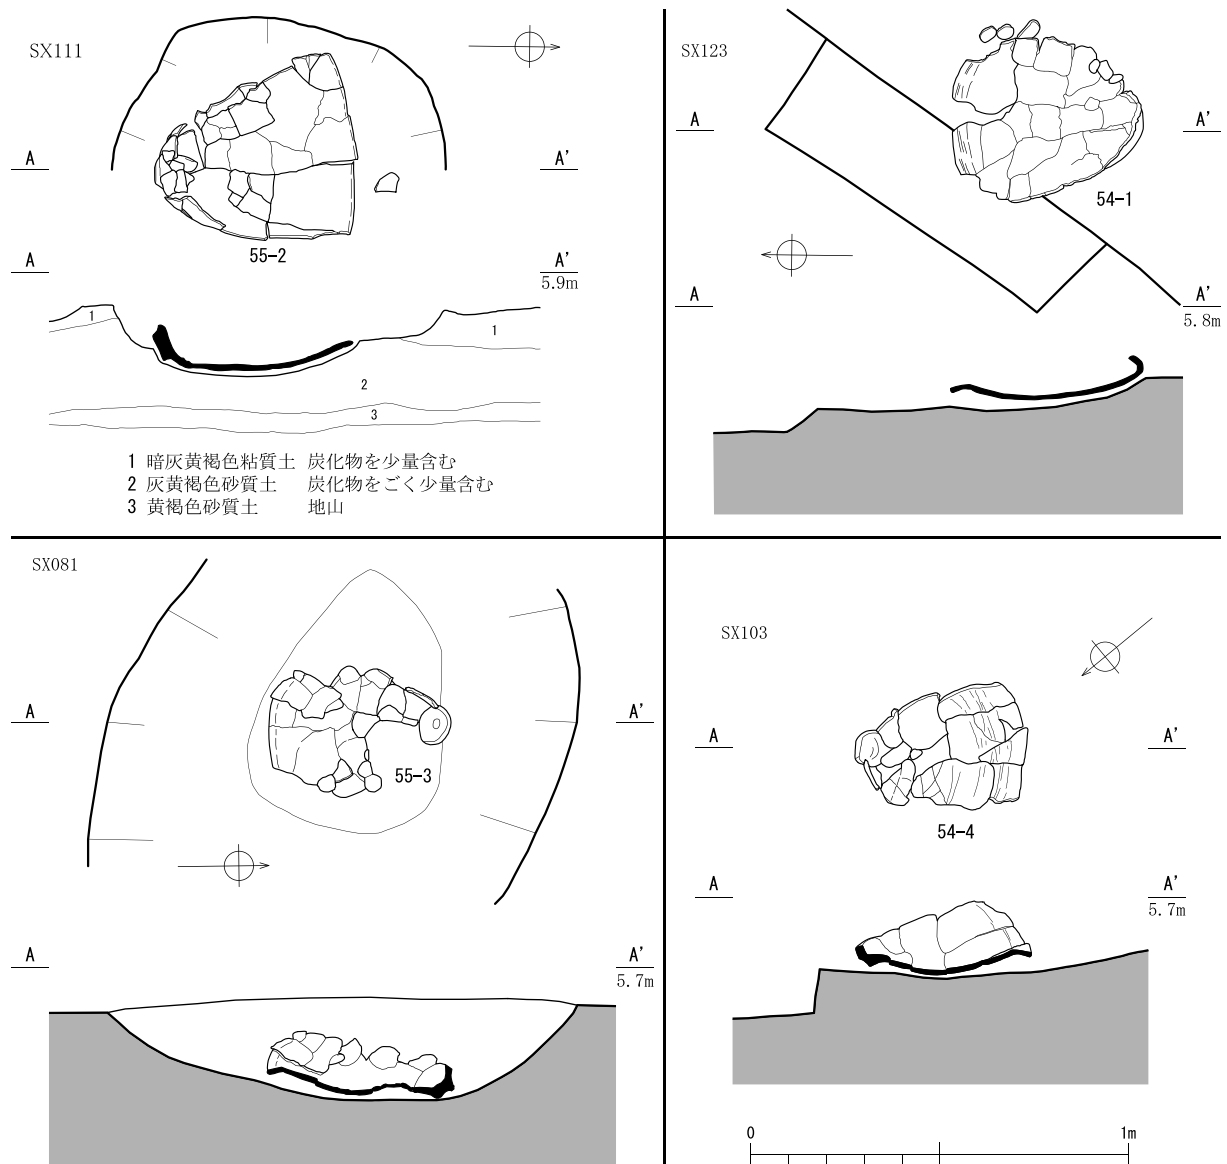 SX111
A A'
55-2
A A'
5.9m
1 1
2
3
1 暗灰黄褐色粘質土 炭化物を少量含む
2 灰黄褐色砂質土 炭化物をごく少量含む
3 黄褐色砂質土 地山
SX123
A A'
54-1
A A'
5.8m
SX081
A A'
55-3
A A'
5.7m
SX103
A A'
54-4
A A'
5.7m
0 1m